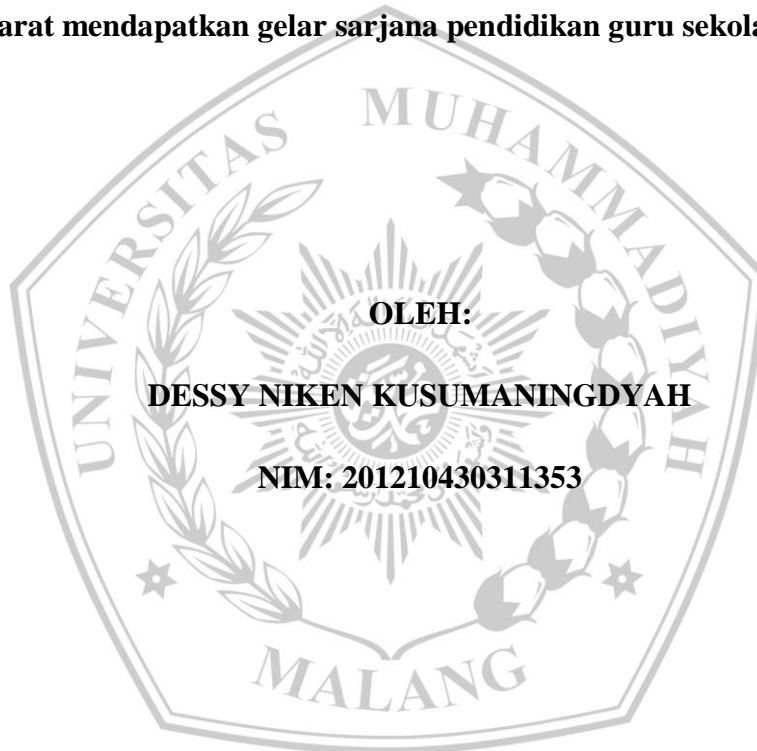 arat mendapatkan gelar sarjana pendidikan guru sekola
UNIVERSITAS MUHAMMADIYAH
OLEH:
DESSY NIKEN KUSUMANINGDYAH
NIM: 201210430311353
MALANG